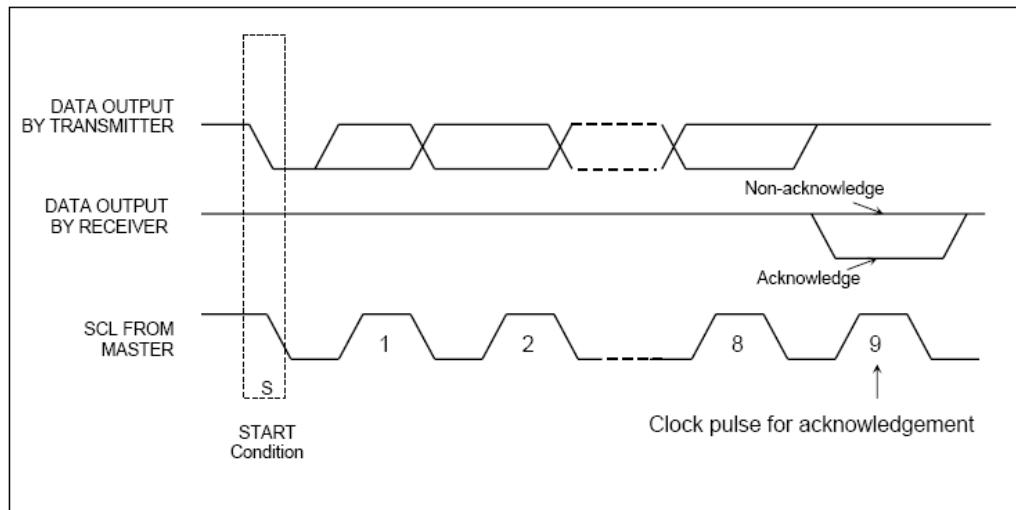 DATA OUTPUT
BY TRANSMITTER
Non-acknowledge
DATA OUTPUT
BY RECEIVER
Acknowledge
SCL FROM
MASTER
1
2
8
9
S
START
Condition
Clock pulse for acknowledgement